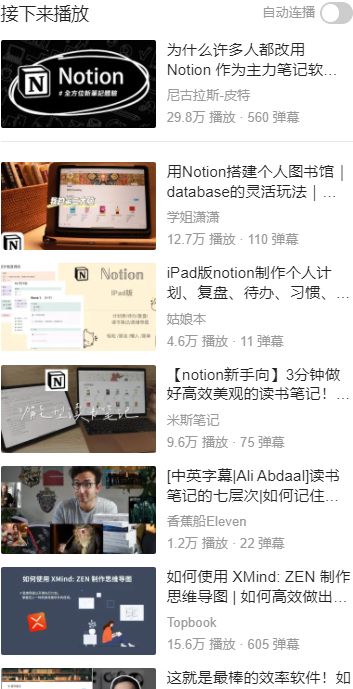 接下来播放
自动连播
Notion
# 全方位新筆記體驗
为什么许多人都改用
Notion 作为主力笔记软…
尼古拉斯-皮特
29.8万 播放 · 560 弹幕
用Notion搭建个人图书馆｜
database的灵活玩法｜…
学姐潇潇
12.7万 播放 · 110 弹幕
Notion
iPad版
iPad版notion制作个人计
划、复盘、待办、习惯、…
姑娘本
4.6万 播放 · 11 弹幕
【notion新手向】3分钟做
好高效美观的读书笔记！…
米斯笔记
9.6万 播放 · 75 弹幕
[中英字幕|Ali Abdaal]读书
笔记的七层次|如何记住…
香蕉船Eleven
1.2万 播放 · 22 弹幕
如何使用 XMind: ZEN 制作思维导图
如何使用 XMind: ZEN 制作
思维导图 | 如何高效做出…
Topbook
15.6万 播放 · 605 弹幕
这就是最棒的效率软件！如